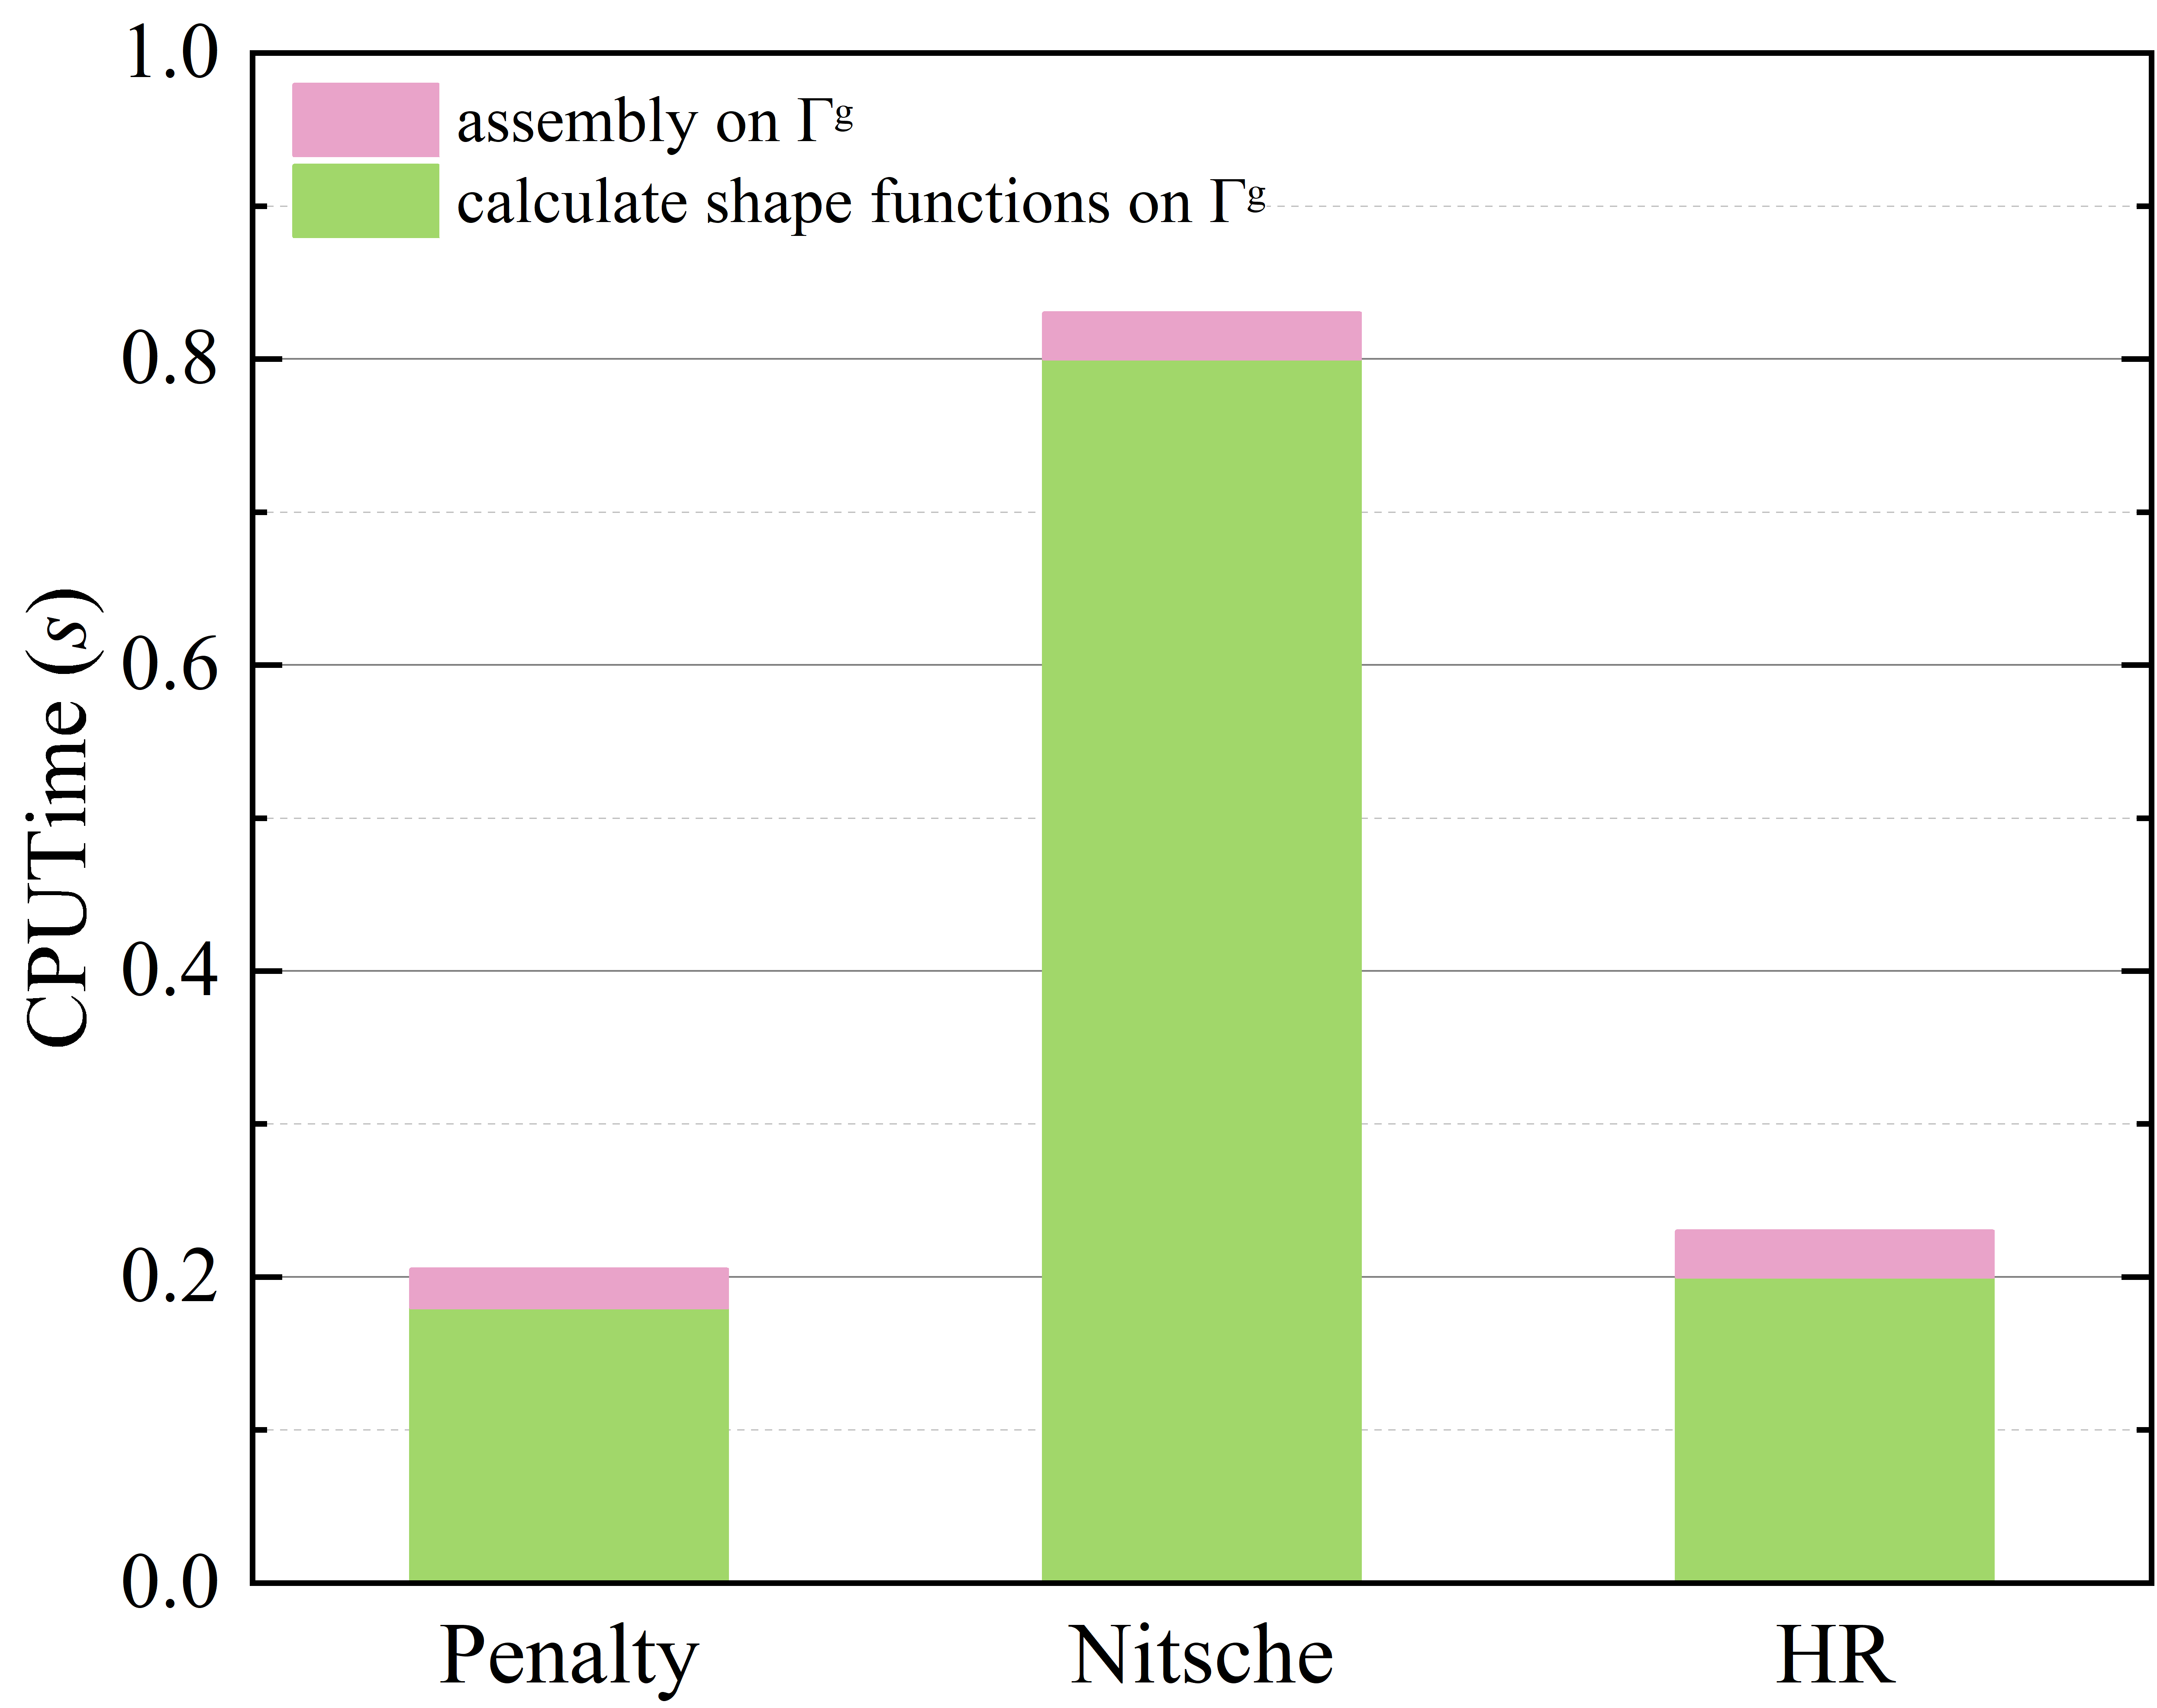 1.0
assembly on Γᵍ
calculate shape functions on Γᵍ
0.8
0.6
0.4
0.2
0.0
CPUTime (s)
Penalty
Nitsche
HR